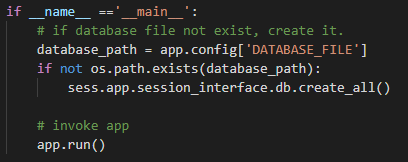 if __name__ =='__main__':
    # if database file not exist, create it.
    database_path = app.config['DATABASE_FILE']
    if not os.path.exists(database_path):
        sess.app.session_interface.db.create_all()

    # invoke app
    app.run()